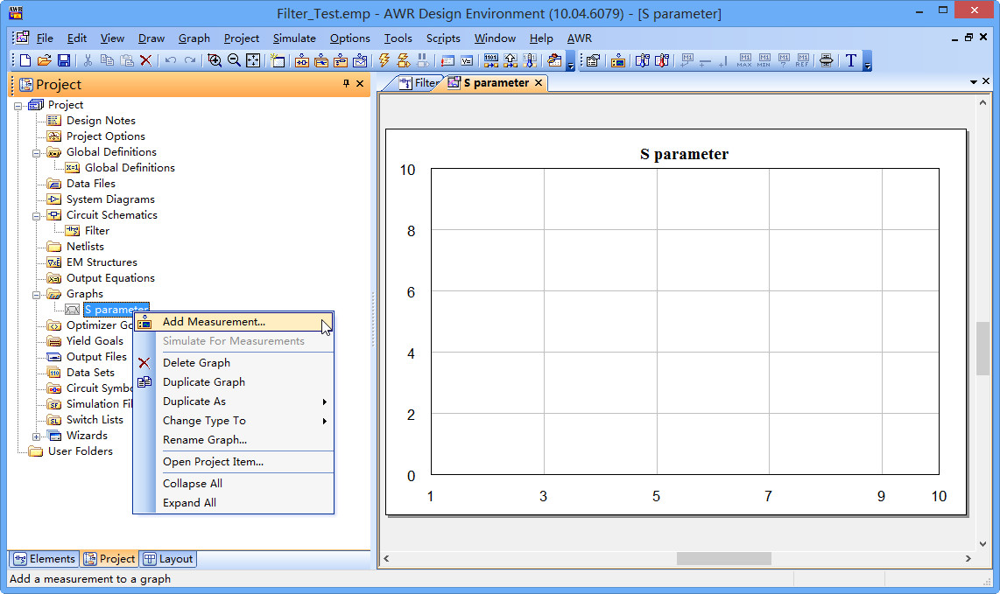 AWR
Filter_Test.emp - AWR Design Environment (10.04.6079) - [S parameter]
File Edit View Draw Graph Project Simulate Options Tools Scripts Window Help AWR
Project
Filter S parameter
Project
Design Notes
Project Options
Global Definitions
Global Definitions
Data Files
System Diagrams
Circuit Schematics
Filter
Netlists
EM Structures
Output Equations
Graphs
S parameter
Optimizer Go
Yield Goals
Output Files
Data Sets
Circuit Symbo
Simulation Fil
Switch Lists
Wizards
User Folders
Add Measurement...
Simulate For Measurements
Delete Graph
Duplicate Graph
Duplicate As
Change Type To
Rename Graph...
Open Project Item...
Collapse All
Expand All
S parameter
10
8
6
4
2
0
1 3 5 7 9 10
Elements Project Layout
Add a measurement to a graph